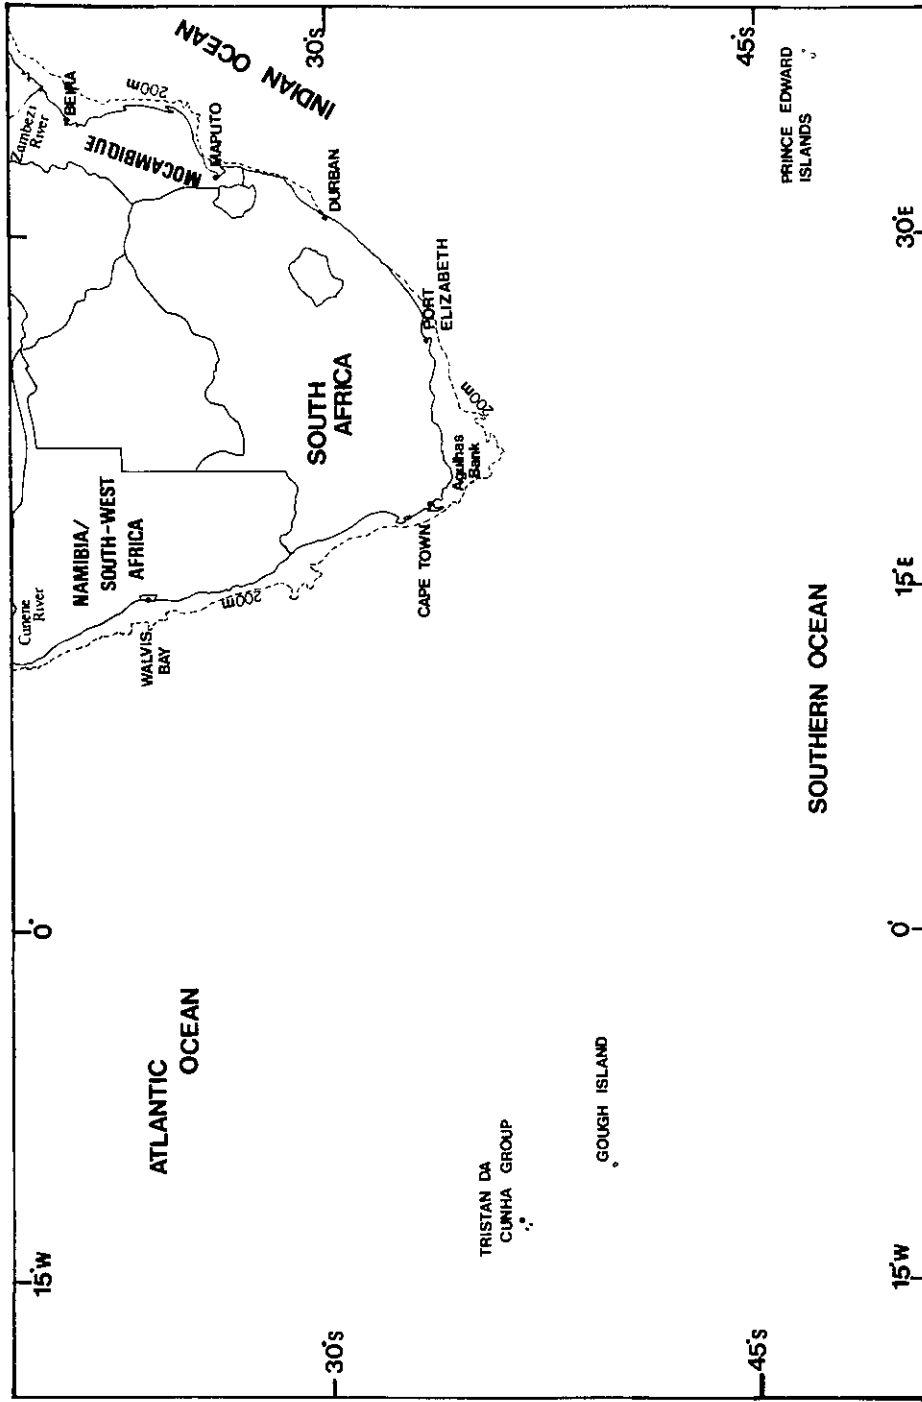 15°W
0°
ATLANTIC
OCEAN
Cunene
River
NAMIBIA/
SOUTH-WEST
AFRICA
WALVIS
BAY
200m
Zambezi
River
BEIRA
MOÇAMBIQUE
MAPUTO
200m
INDIAN OCEAN
30°S
30°S
DURBAN
SOUTH
AFRICA
PORT
ELIZABETH
CAPE TOWN
Agulhas
Bank
200m
TRISTAN DA
CUNHA GROUP
GOUGH ISLAND
45°S
45°S
PRINCE EDWARD
ISLANDS
SOUTHERN OCEAN
15°W
0°
15°E
30°E